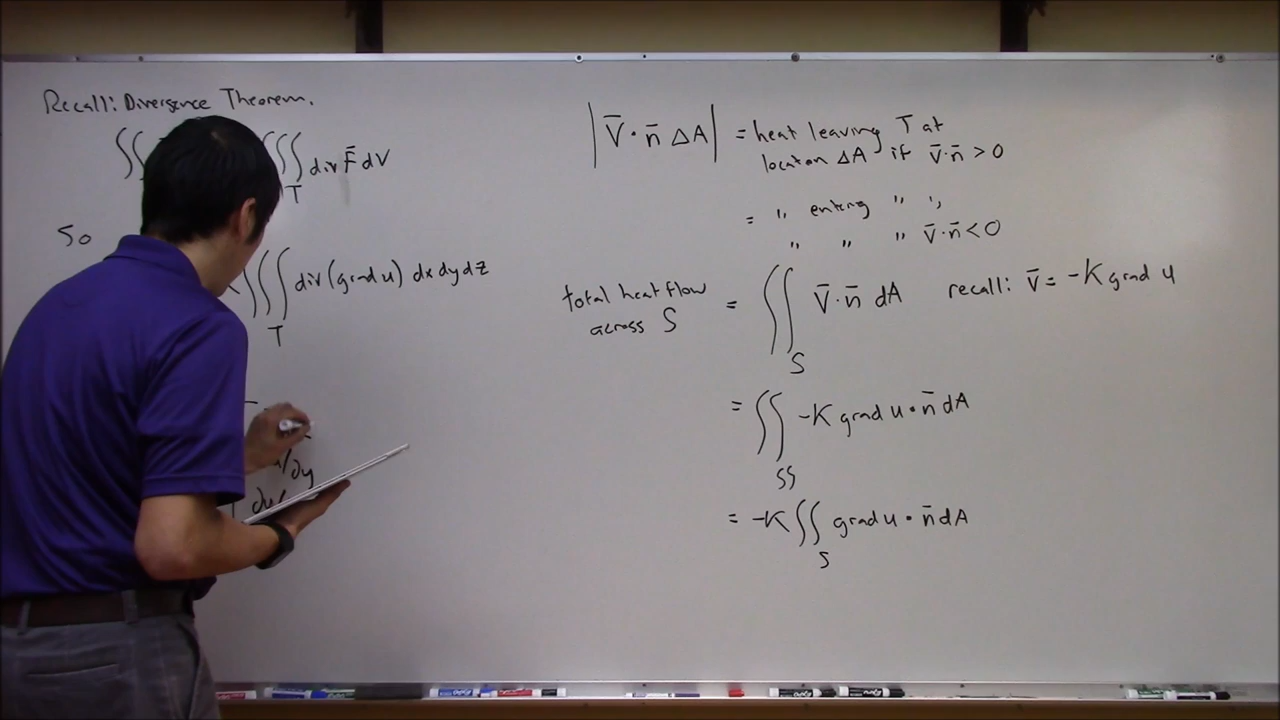 Recall: Divergence Theorem.
∬ ∭ div F̄ dV
T
So
∭ div(grad u) dx dy dz
T
/∂y
∂u/
|V̄ · n̄ ΔA| = heat leaving T at
locaton ΔA if V̄·n̄ > 0
= " entering " ",
" " " V̄·n̄ < 0
total heat flow
across S
= ∬ V̄ · n̄ dA recall: V̄ = -K grad u
S
= ∬ -K grad u • n̄ dA
SS
= -K ∬ grad u • n̄ dA
S